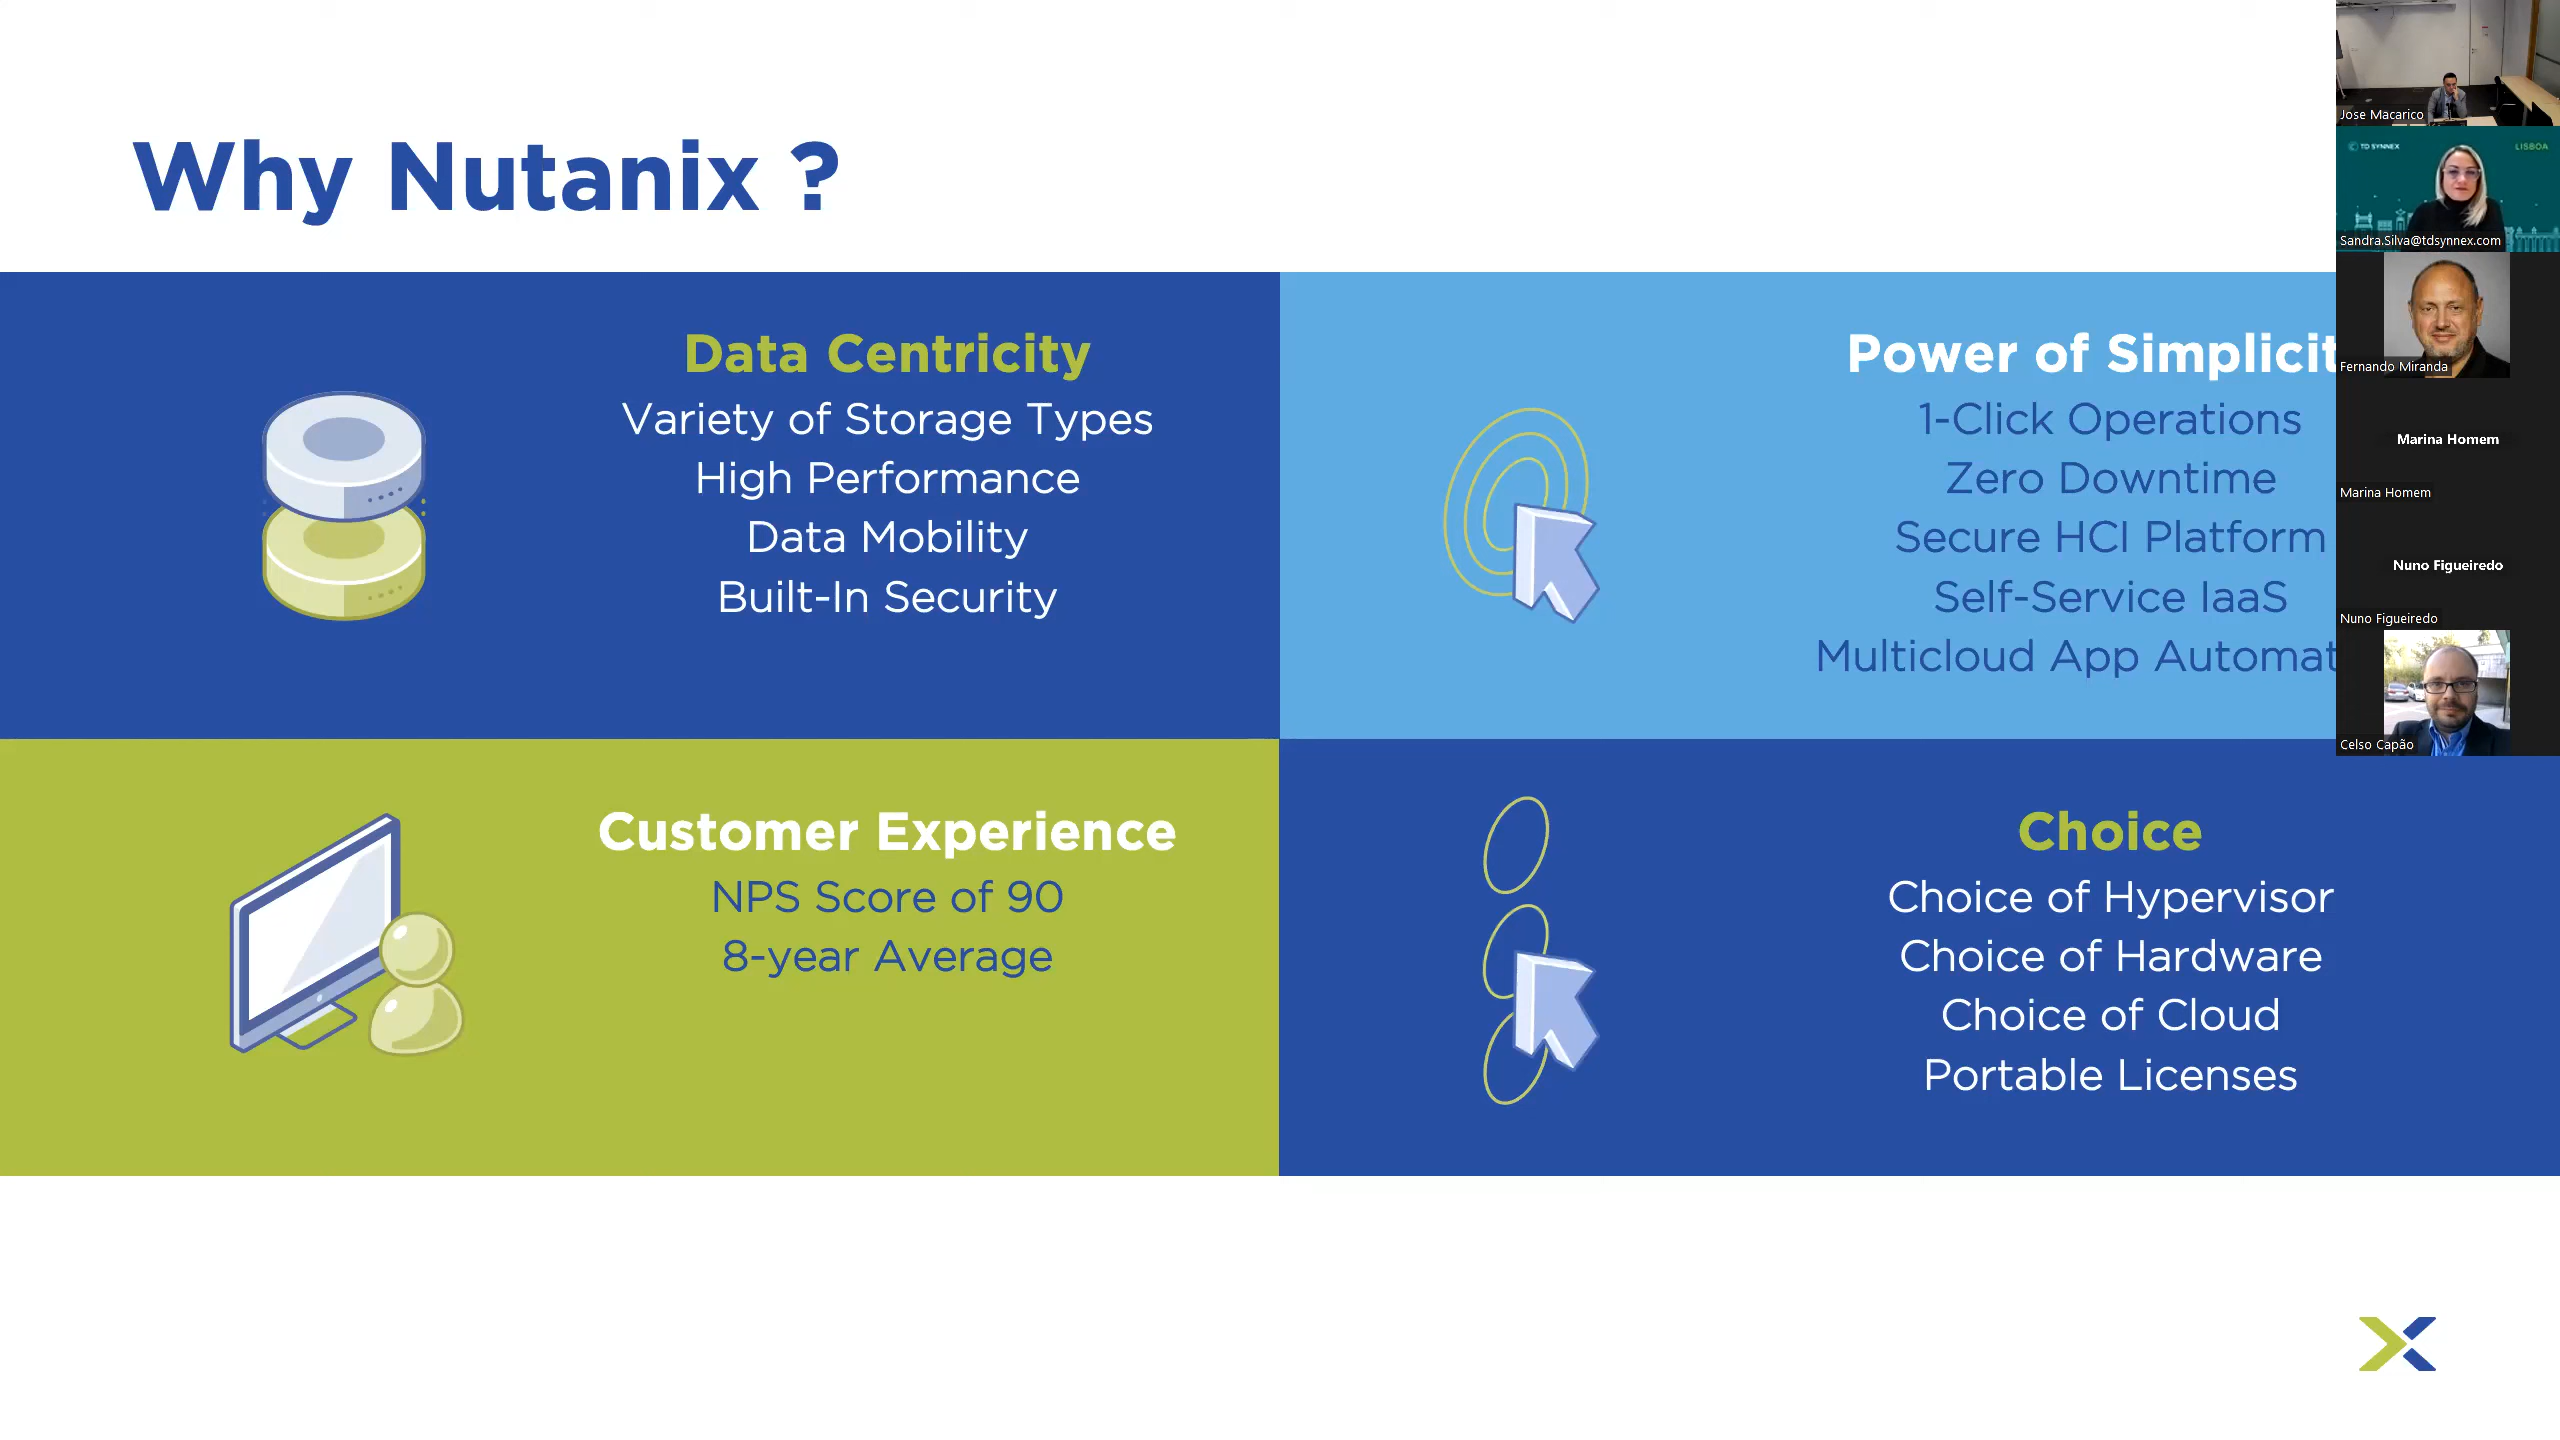 Why Nutanix ?
Data Centricity
Variety of Storage Types
High Performance
Data Mobility
Built-In Security
Power of Simplicit
1-Click Operations
Zero Downtime
Secure HCI Platform
Self-Service IaaS
Multicloud App Automat
Customer Experience
NPS Score of 90
8-year Average
Choice
Choice of Hypervisor
Choice of Hardware
Choice of Cloud
Portable Licenses
Jose Macarico
TD SYNNEX
LISBOA
Sandra.Silva@tdsynnex.com
Fernando Miranda
Marina Homem
Marina Homem
Nuno Figueiredo
Nuno Figueiredo
Celso Capão